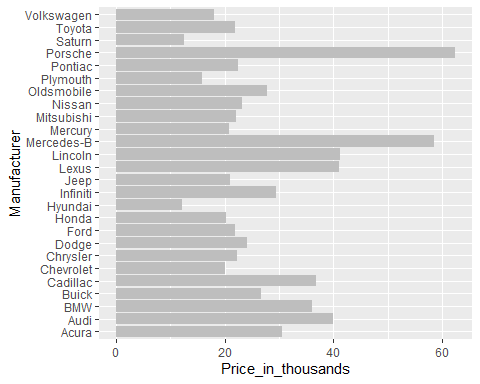 Volkswagen
Toyota
Saturn
Porsche
Pontiac
Plymouth
Oldsmobile
Nissan
Mitsubishi
Mercury
Mercedes-B
Lincoln
Lexus
Jeep
Infiniti
Hyundai
Honda
Ford
Dodge
Chrysler
Chevrolet
Cadillac
Buick
BMW
Audi
Acura
Manufacturer
0 20 40 60
Price_in_thousands